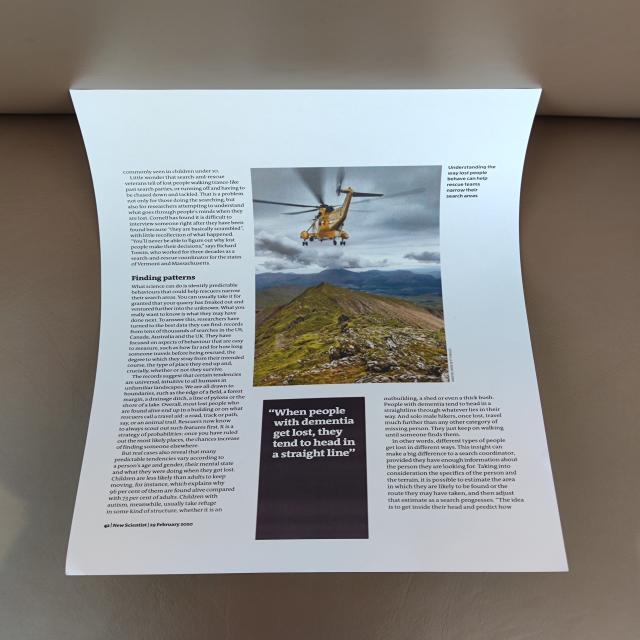 commonly seen in children under 10.
Little wonder that search-and-rescue
veterans tell of lost people walking trance-like
past search parties, or running off and having to
be chased down and tackled. That is a problem
not only for those doing the searching, but
also for researchers attempting to understand
what goes through people's minds when they
are lost. Cornell has found it difficult to
interview someone right after they have been
found because "they are basically scrambled",
with little recollection of what happened.
"You'll never be able to figure out why lost
people make their decisions," says Richard
Toman, who worked for three decades as a
search-and-rescue coordinator for the states
of Vermont and Massachusetts.
Finding patterns
What science can do is identify predictable
behaviours that could help rescuers narrow
their search areas. You can usually take it for
granted that your quarry has freaked out and
ventured further into the unknown. What you
really want to know is what they may have
done next. To answer this, researchers have
turned to the best data they can find: records
from tens of thousands of searches in the US,
Canada, Australia and the UK. They have
focused on aspects of behaviour that are easy
to measure, such as how far and for how long
someone travels before being rescued, the
degree to which they stray from their intended
course, the type of place they end up and,
crucially, whether or not they survive.
The records suggest that certain tendencies
are universal, intuitive to all humans in
unfamiliar landscapes. We are all drawn to
boundaries, such as the edge of a field, a forest
margin, a drainage ditch, a line of pylons or the
shore of a lake. Overall, most lost people who
are found alive end up in a building or on what
rescuers call a travel aid: a road, track or path,
say, or an animal trail. Rescuers now know
to always scout out such features first. It is a
strategy of probabilities: once you have ruled
out the most likely places, the chances increase
of finding someone elsewhere.
But real cases also reveal that many
predictable tendencies vary according to
a person's age and gender, their mental state
and what they were doing when they got lost.
Children are less likely than adults to keep
moving, for instance, which explains why
96 per cent of them are found alive compared
with 73 per cent of adults. Children with
autism, meanwhile, usually take refuge
in some kind of structure, whether it is an
42 | New Scientist | 29 February 2020
Understanding the
way lost people
behave can help
rescue teams
narrow their
search areas
"When people
with dementia
get lost, they
tend to head in
a straight line"
outbuilding, a shed or even a thick bush.
People with dementia tend to head in a
straightline through whatever lies in their
way. And solo male hikers, once lost, travel
much further than any other category of
missing person. They just keep on walking
until someone finds them.
In other words, different types of people
get lost in different ways. This insight can
make a big difference to a search coordinator,
provided they have enough information about
the person they are looking for. Taking into
consideration the specifics of the person and
the terrain, it is possible to estimate the area
in which they are likely to be found or the
route they may have taken, and then adjust
that estimate as a search progresses. "The idea
is to get inside their head and predict how